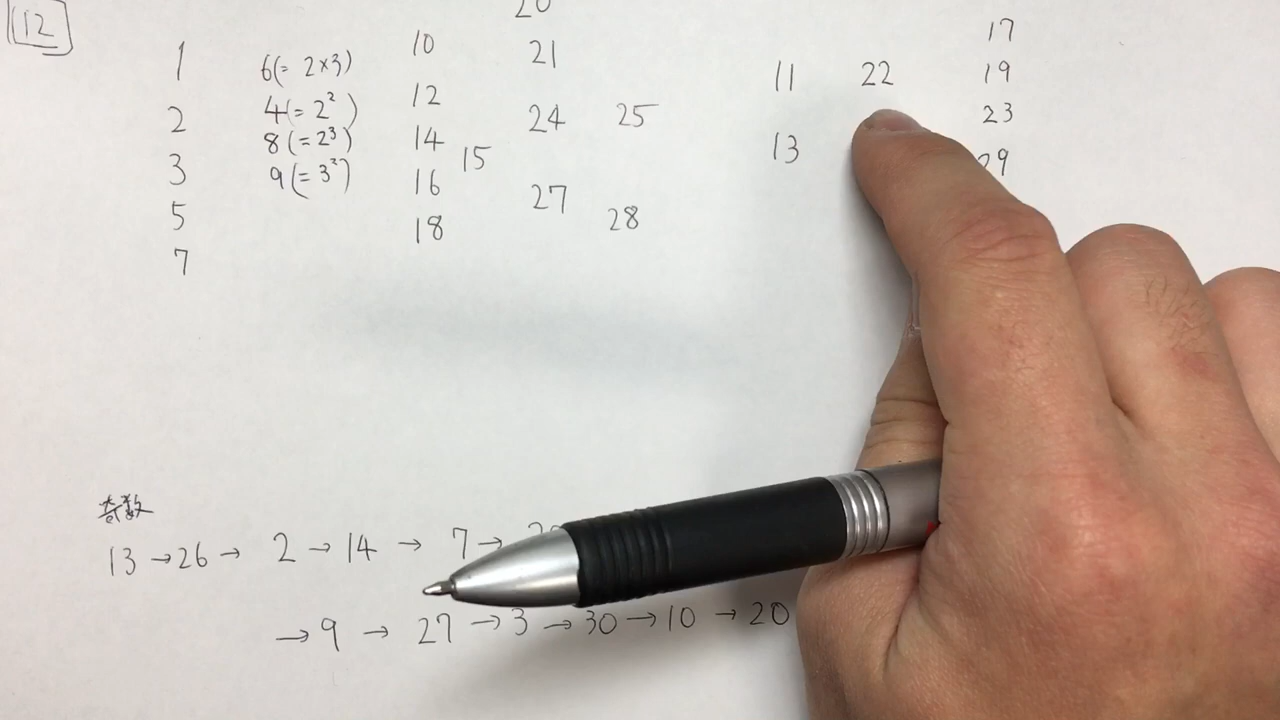 12
20
1 6(= 2×3) 10 21 11 22 17
2 4(= 2²) 12 24 25 19
3 8(= 2³) 14 15 13 23
5 9(= 3²) 16 27 28 29
7 18
奇数
13 → 26 → 2 → 14 → 7 →
→ 9 → 27 → 3 → 30 → 10 → 20